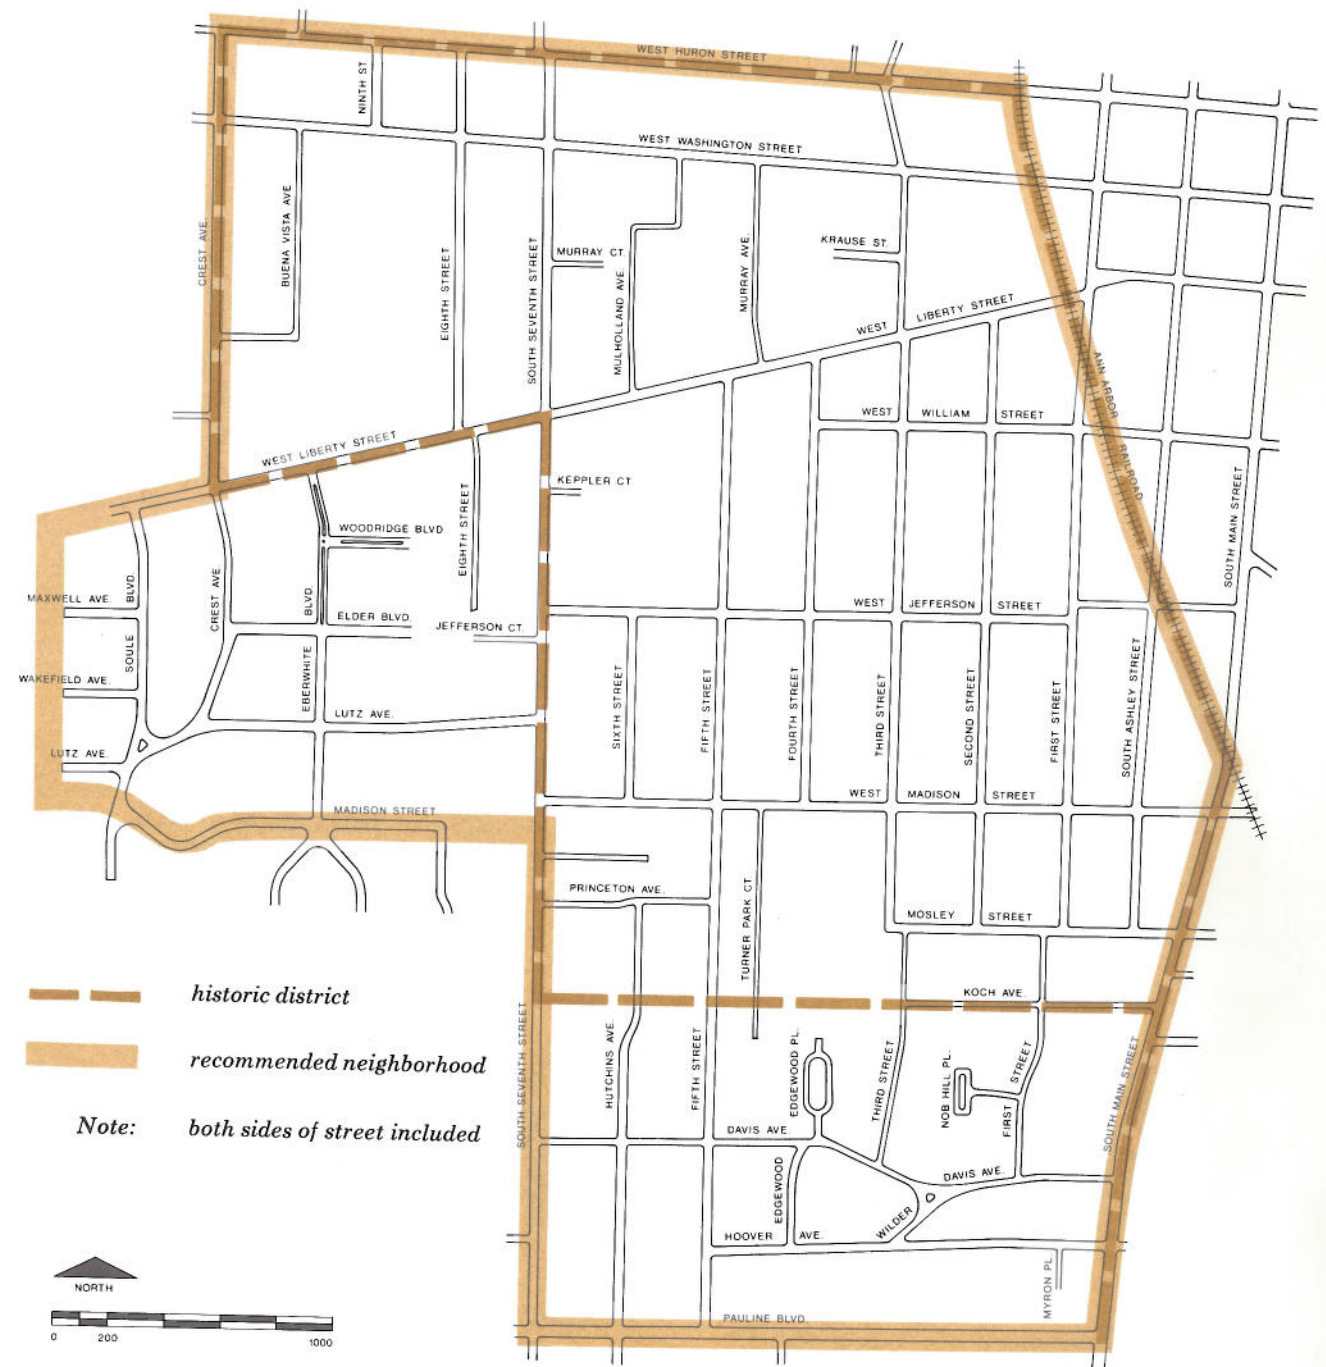 WEST HURON STREET
NINTH ST
WEST WASHINGTON STREET
BUENA VISTA AVE
CREST AVE.
EIGHTH STREET
SOUTH SEVENTH STREET
MURRAY CT.
MULHOLLAND AVE.
MURRAY AVE.
KRAUSE ST.
WEST LIBERTY STREET
ANN ARBOR RAILROAD
WEST WILLIAM STREET
WEST LIBERTY STREET
KEPPLER CT
SOUTH MAIN STREET
WOODRIDGE BLVD
EIGHTH STREET
MAXWELL AVE.
SOULE BLVD.
CREST AVE.
EBERWHITE BLVD.
ELDER BLVD.
JEFFERSON CT.
WEST JEFFERSON STREET
WAKEFIELD AVE.
LUTZ AVE.
LUTZ AVE.
SIXTH STREET
FIFTH STREET
FOURTH STREET
THIRD STREET
SECOND STREET
FIRST STREET
SOUTH ASHLEY STREET
MADISON STREET
WEST MADISON STREET
PRINCETON AVE.
TURNER PARK CT.
MOSLEY STREET
KOCH AVE.
historic district
recommended neighborhood
Note: both sides of street included
SOUTH SEVENTH STREET
HUTCHINS AVE.
FIFTH STREET
EDGEWOOD PL.
THIRD STREET
NOB HILL PL.
FIRST STREET
SOUTH MAIN STREET
DAVIS AVE.
DAVIS AVE.
EDGEWOOD
WILDER
HOOVER AVE.
MYRON PL.
PAULINE BLVD.
NORTH
0 200 1000